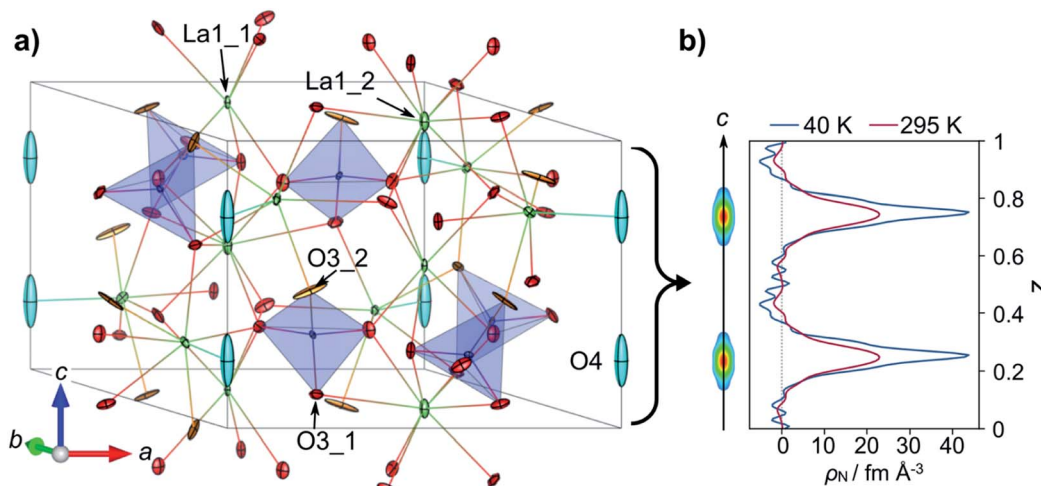 a)
La1_1
La1_2
O3_2
O3_1
O4
c
b
a
b)
c
40 K
295 K
1
0.8
0.6
0.4
0.2
0
z
0 10 20 30 40
ρN / fm Å⁻³